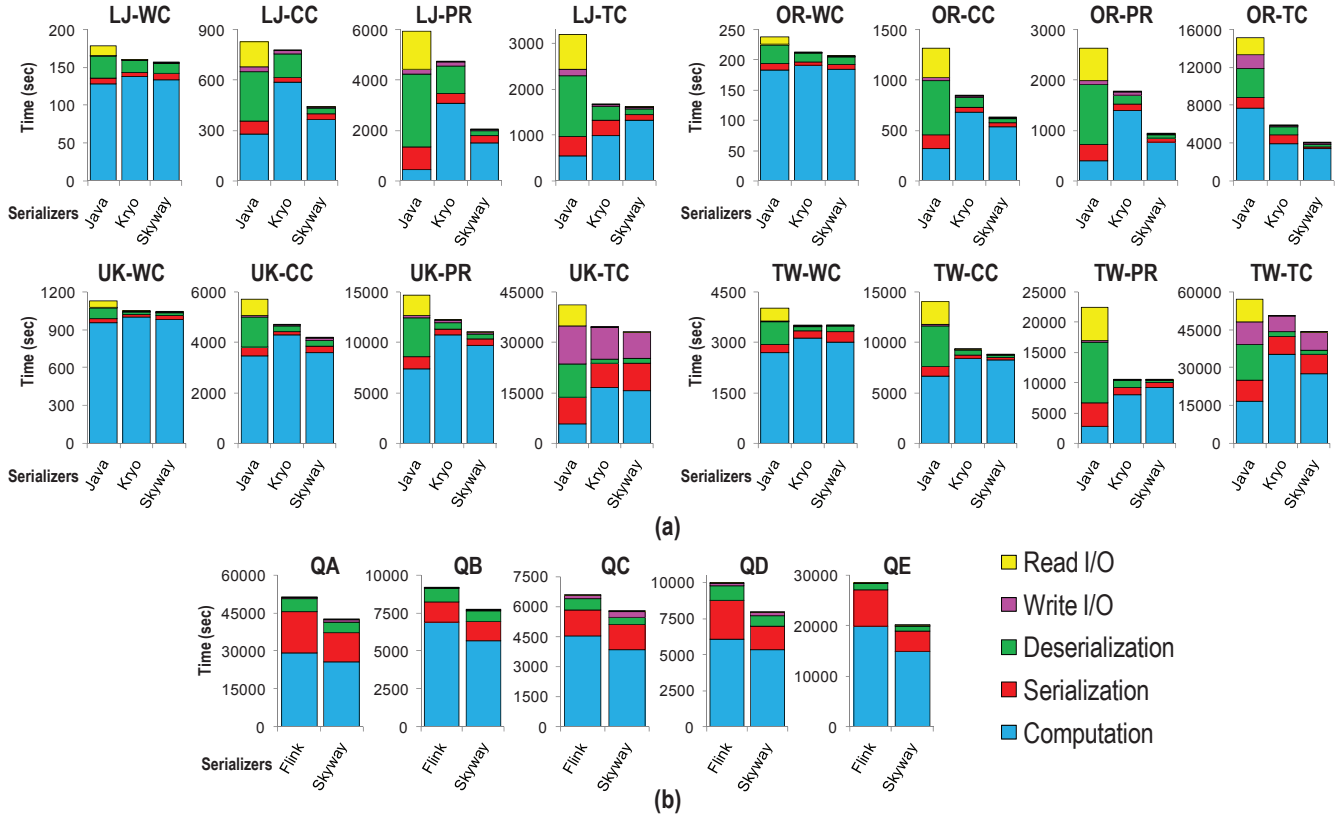 LJ-WC LJ-CC LJ-PR LJ-TC OR-WC OR-CC OR-PR OR-TC
Time (sec)
200 150 100 50 0
900 600 300 0
6000 4000 2000 0
3000 2000 1000 0
250 200 150 100 50 0
1500 1000 500 0
3000 2000 1000 0
16000 12000 8000 4000 0
Time (sec)
Serializers Java Kryo Skyway Java Kryo Skyway Java Kryo Skyway Java Kryo Skyway
Serializers Java Kryo Skyway Java Kryo Skyway Java Kryo Skyway Java Kryo Skyway
UK-WC UK-CC UK-PR UK-TC TW-WC TW-CC TW-PR TW-TC
Time (sec)
1200 900 600 300 0
6000 4000 2000 0
15000 10000 5000 0
45000 30000 15000 0
Time (sec)
4500 3000 1500 0
15000 10000 5000 0
25000 20000 15000 10000 5000 0
60000 45000 30000 15000 0
Serializers Java Kryo Skyway Java Kryo Skyway Java Kryo Skyway Java Kryo Skyway
Serializers Java Kryo Skyway Java Kryo Skyway Java Kryo Skyway Java Kryo Skyway
(a)
QA QB QC QD QE
Time (sec)
60000 45000 30000 15000 0
10000 7500 5000 2500 0
7500 6000 4500 3000 1500 0
10000 7500 5000 2500 0
30000 20000 10000 0
Serializers Flink Skyway Flink Skyway Flink Skyway Flink Skyway Flink Skyway
Read I/O
Write I/O
Deserialization
Serialization
Computation
(b)